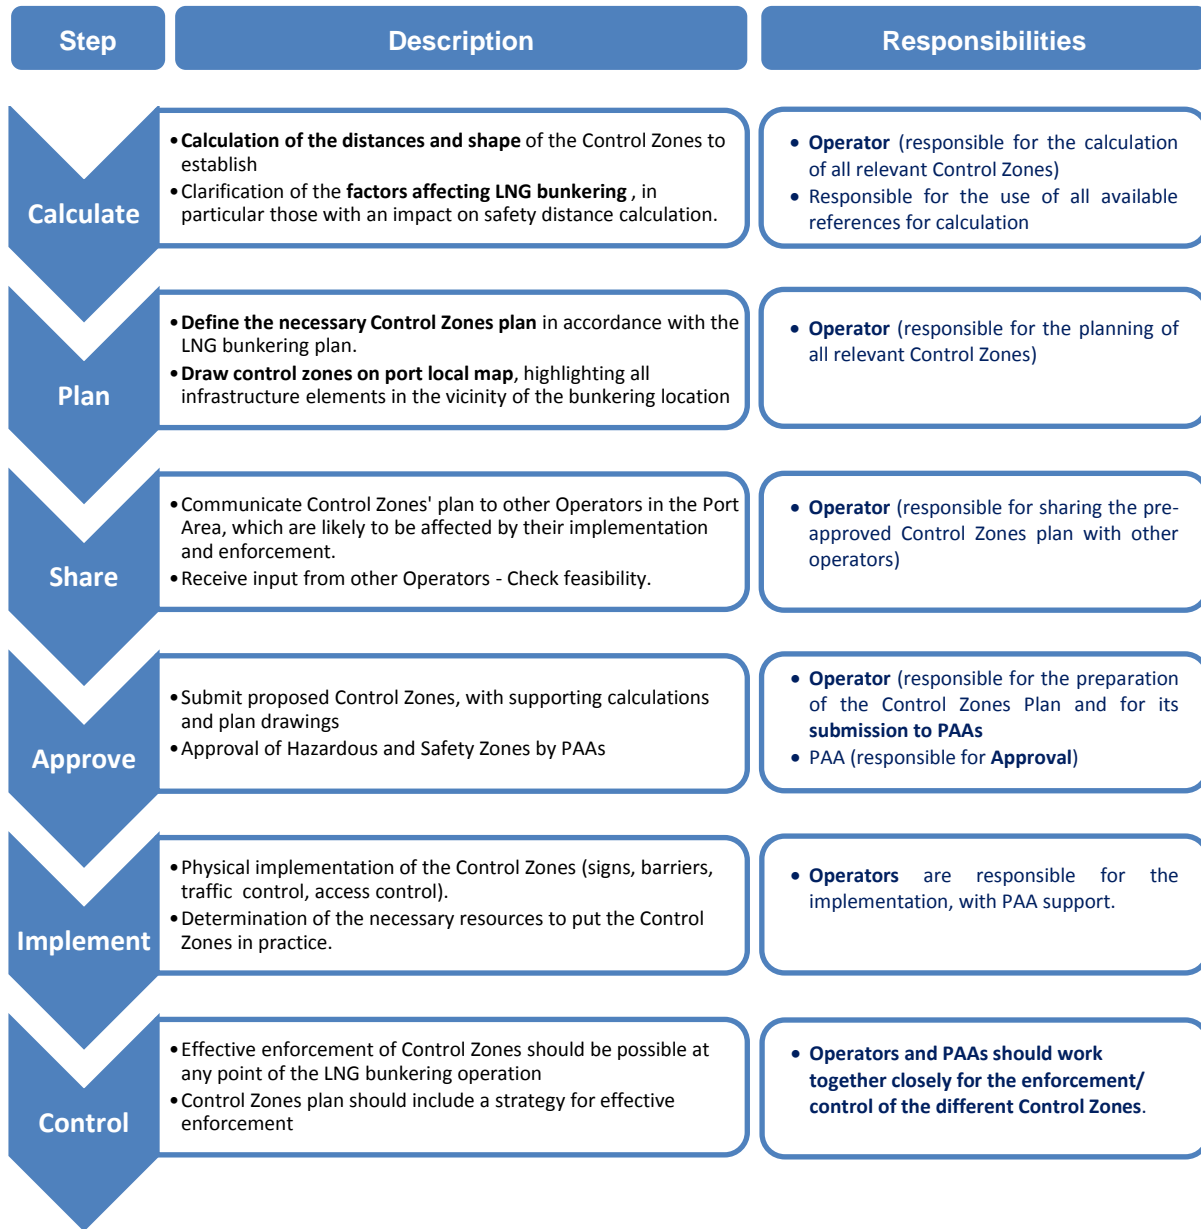 Step
Description
Responsibilities
Calculate
•Calculation of the distances and shape of the Control Zones to
establish
•Clarification of the factors affecting LNG bunkering , in
particular those with an impact on safety distance calculation.
• Operator (responsible for the calculation
of all relevant Control Zones)
• Responsible for the use of all available
references for calculation
Plan
•Define the necessary Control Zones plan in accordance with the
LNG bunkering plan.
•Draw control zones on port local map, highlighting all
infrastructure elements in the vicinity of the bunkering location
• Operator (responsible for the planning of
all relevant Control Zones)
Share
•Communicate Control Zones' plan to other Operators in the Port
Area, which are likely to be affected by their implementation
and enforcement.
•Receive input from other Operators - Check feasibility.
• Operator (responsible for sharing the pre-
approved Control Zones plan with other
operators)
Approve
•Submit proposed Control Zones, with supporting calculations
and plan drawings
•Approval of Hazardous and Safety Zones by PAAs
• Operator (responsible for the preparation
of the Control Zones Plan and for its
submission to PAAs
• PAA (responsible for Approval)
Implement
•Physical implementation of the Control Zones (signs, barriers,
traffic control, access control).
•Determination of the necessary resources to put the Control
Zones in practice.
• Operators are responsible for the
implementation, with PAA support.
Control
•Effective enforcement of Control Zones should be possible at
any point of the LNG bunkering operation
•Control Zones plan should include a strategy for effective
enforcement
• Operators and PAAs should work
together closely for the enforcement/
control of the different Control Zones.